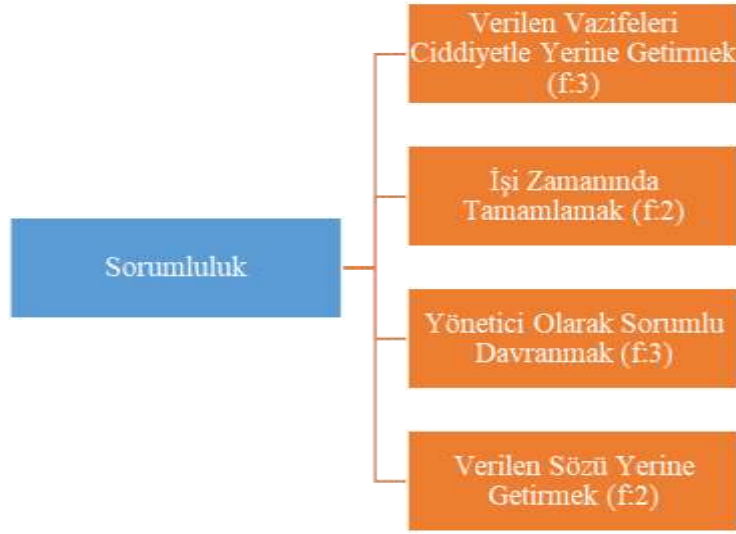 Verilen Vazifeleri
Ciddiyetle Yerine Getirmek
(f:3)
İşi Zamanında
Tamamlamak (f:2)
Sorumluluk
Yönetici Olarak Sorumlu
Davranmak (f:3)
Verilen Sözü Yerine
Getirmek (f:2)